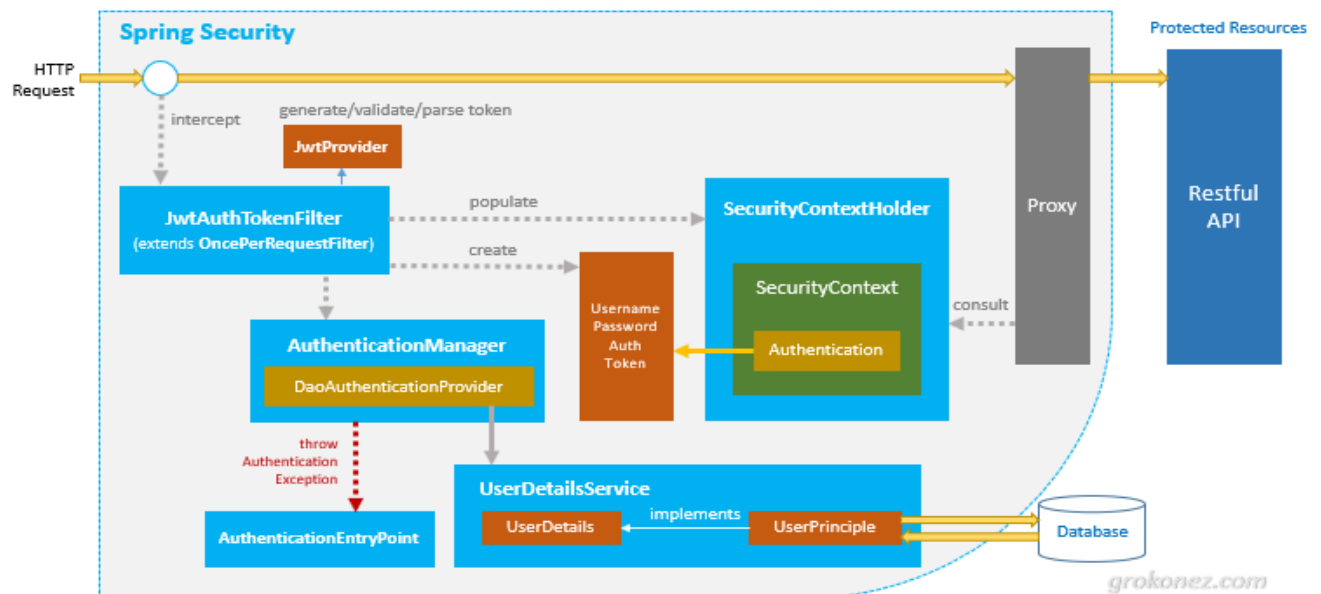 Spring Security
Protected Resources
HTTP
Request
intercept
generate/validate/parse token
JwtProvider
JwtAuthTokenFilter
(extends OncePerRequestFilter)
populate
create
SecurityContextHolder
SecurityContext
Authentication
Username
Password
Auth
Token
consult
Proxy
Restful
API
AuthenticationManager
DaoAuthenticationProvider
throw
Authentication
Exception
AuthenticationEntryPoint
UserDetailsService
UserDetails
implements
UserPrinciple
Database
grokonez.com